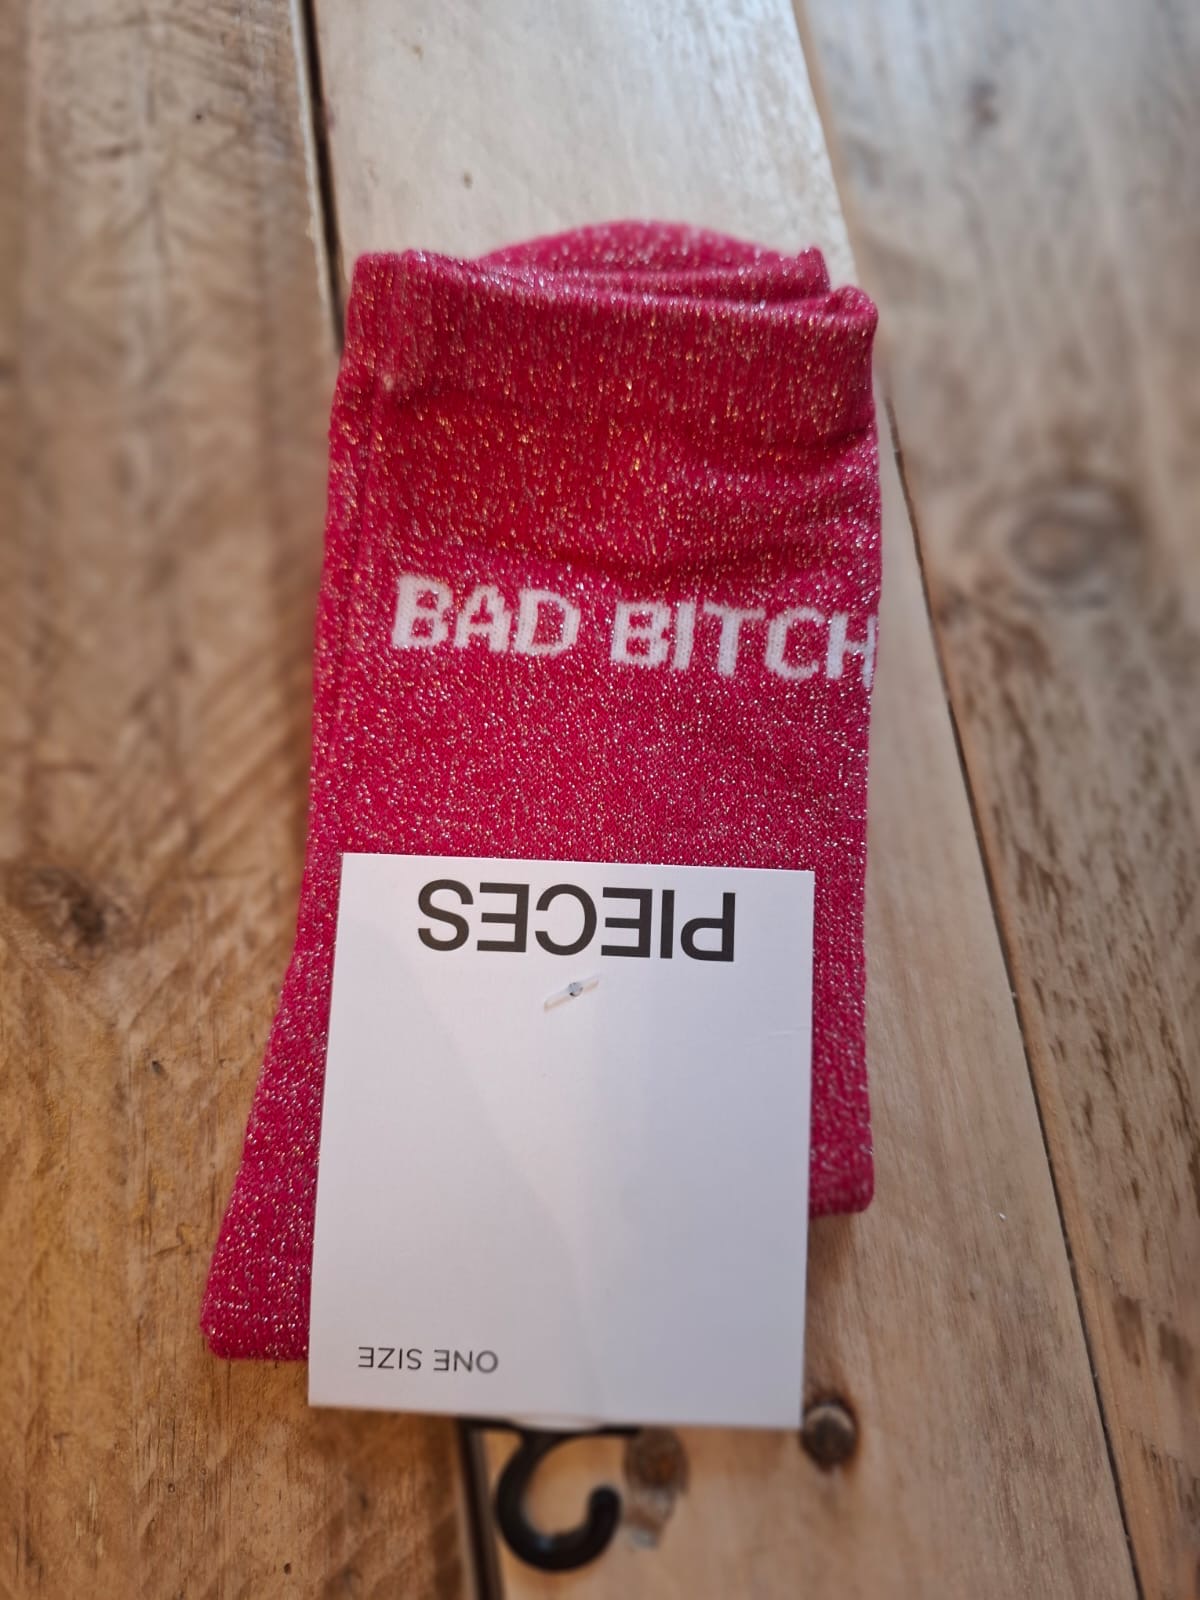 BAD BITCH
PIECES
ONE SIZE